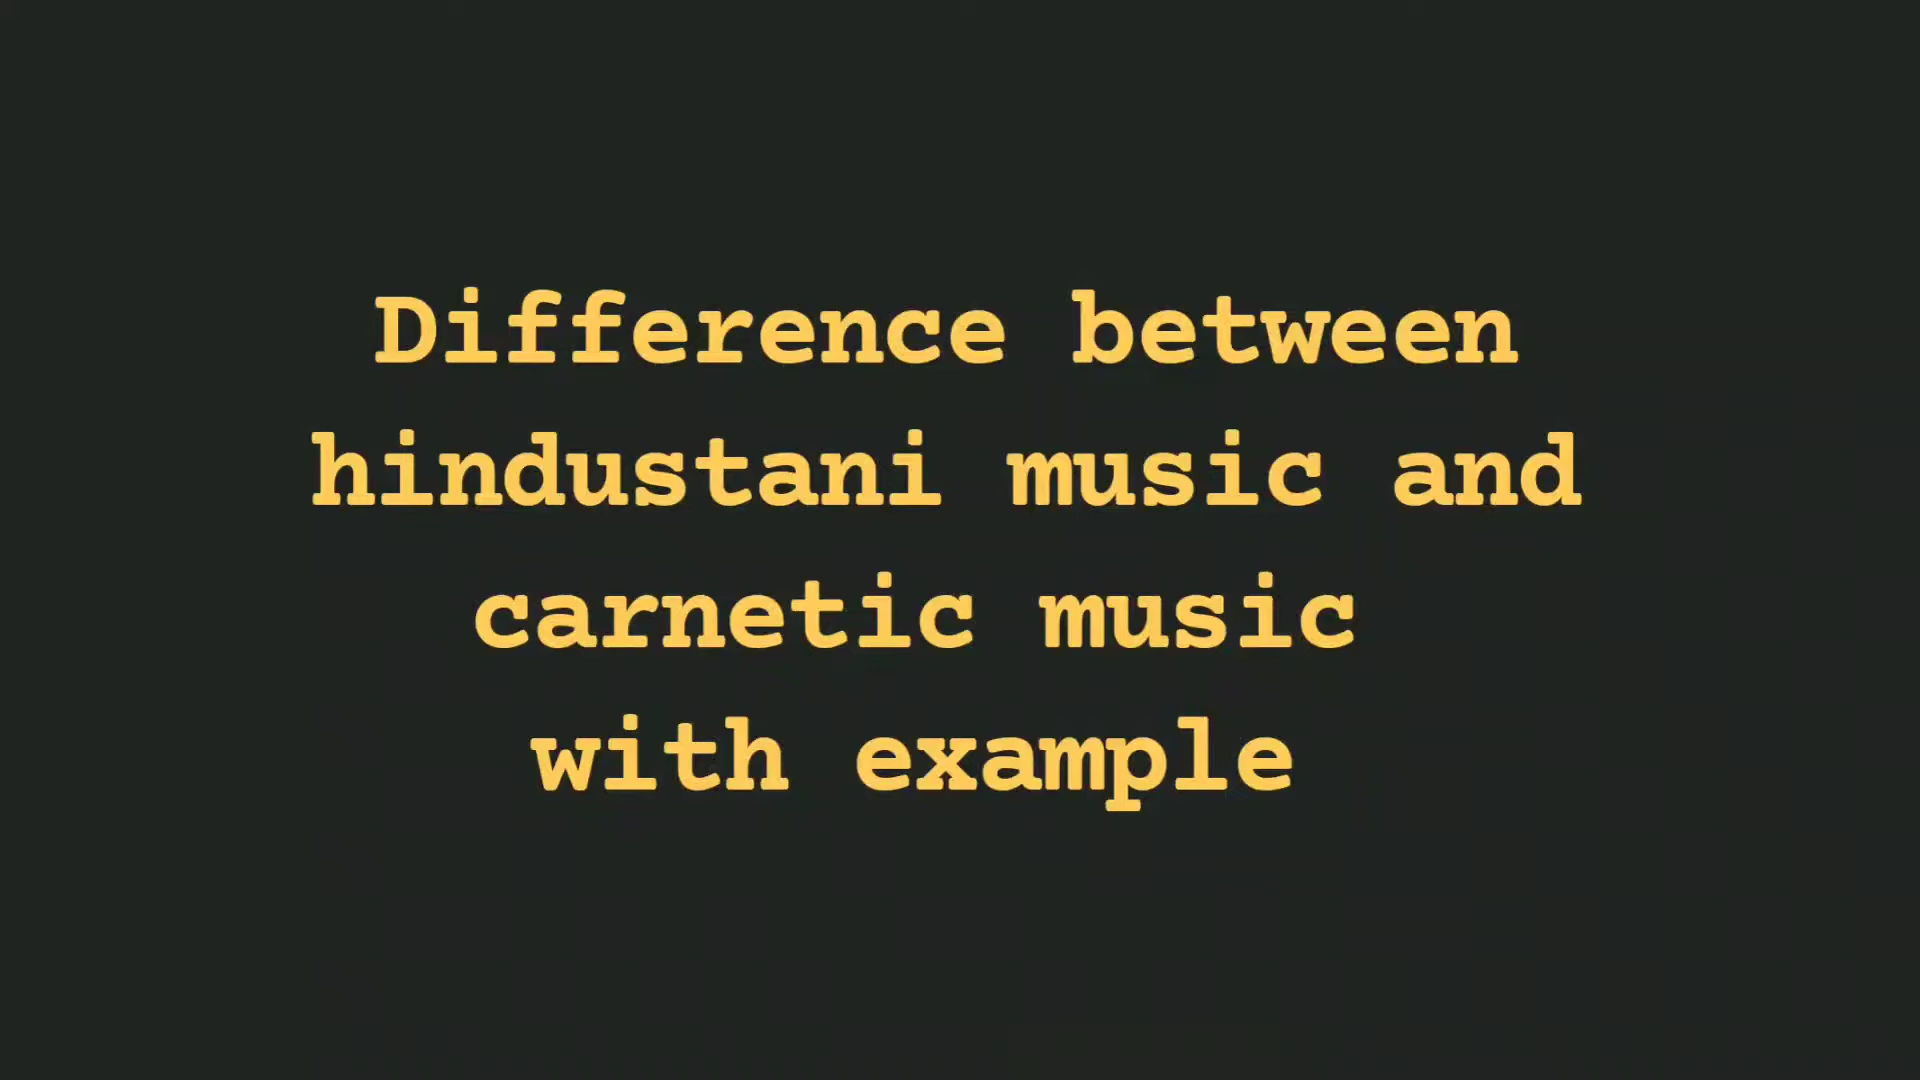 Difference between
hindustani music and
carnetic music
with example